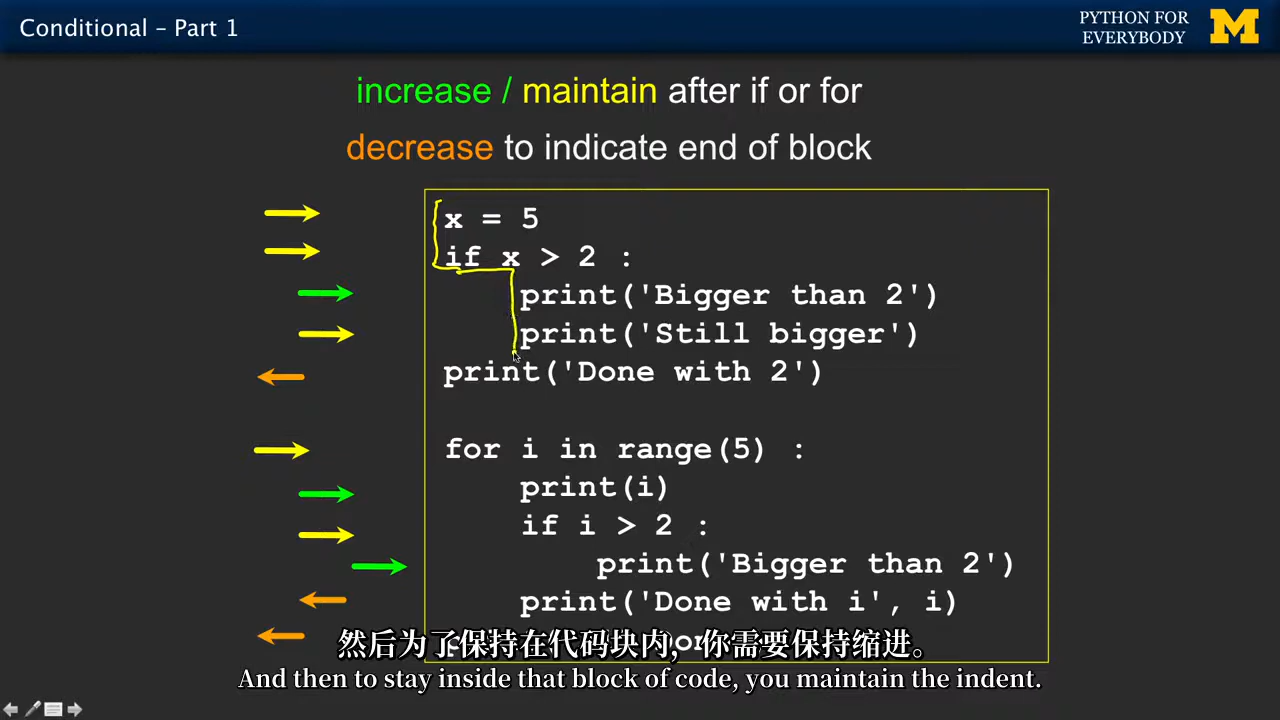 Conditional – Part 1
PYTHON FOR
EVERYBODY
increase / maintain after if or for
decrease to indicate end of block
x = 5
if x > 2 :
print('Bigger than 2')
print('Still bigger')
print('Done with 2')
for i in range(5) :
print(i)
if i > 2 :
print('Bigger than 2')
print('Done with i', i)
然后为了保持在代码块内，你需要保持缩进。
And then to stay inside that block of code, you maintain the indent.